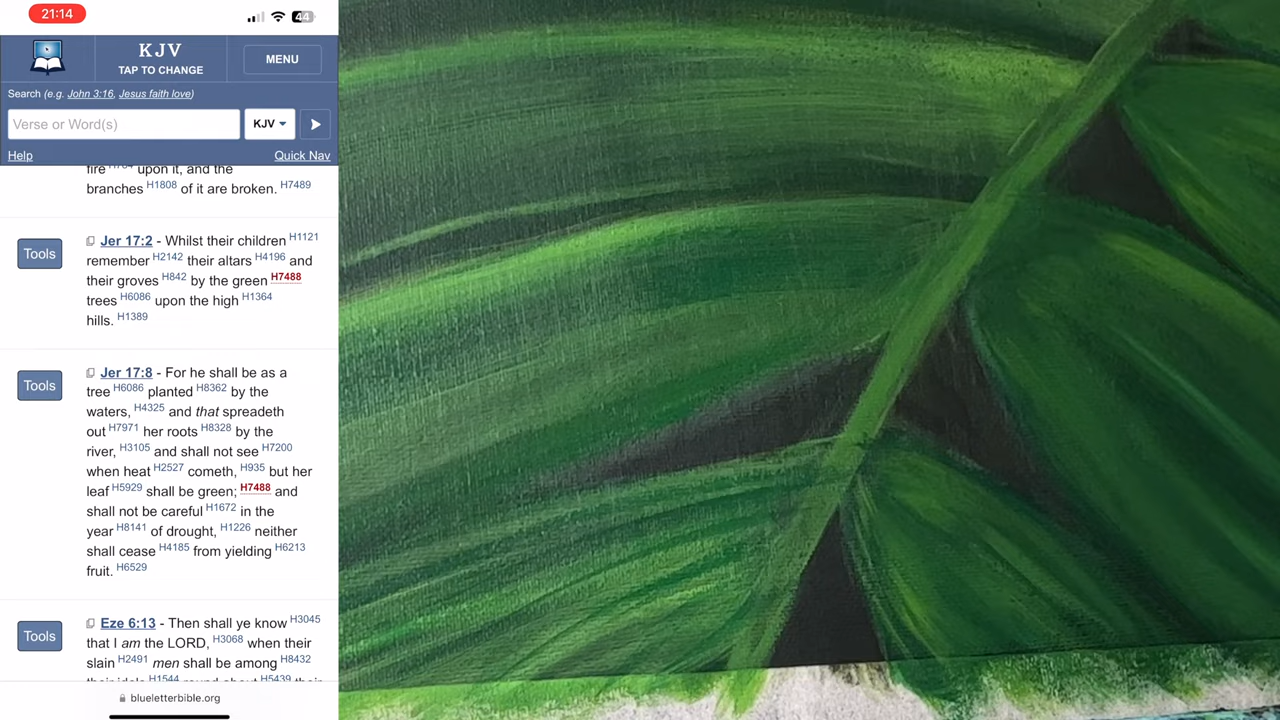 21:14
44
KJV
TAP TO CHANGE
MENU
Search (e.g. John 3:16, Jesus faith love)
Verse or Word(s)
KJV
Help
Quick Nav
upon it, and the
branches H1808 of it are broken. H7489
Tools
Jer 17:2 - Whilst their children H1121
remember H2142 their altars H4196 and
their groves H842 by the green H7488
trees H6086 upon the high H1364
hills. H1389
Tools
Jer 17:8 - For he shall be as a
tree H6086 planted H8362 by the
waters, H4325 and that spreadeth
out H7971 her roots H8328 by the
river, H3105 and shall not see H7200
when heat H2527 cometh, H935 but her
leaf H5929 shall be green; H7488 and
shall not be careful H1672 in the
year H8141 of drought, H1226 neither
shall cease H4185 from yielding H6213
fruit. H6529
Tools
Eze 6:13 - Then shall ye know H3045
that I am the LORD, H3068 when their
slain H2491 men shall be among H8432
H1544 H5439
blueletterbible.org